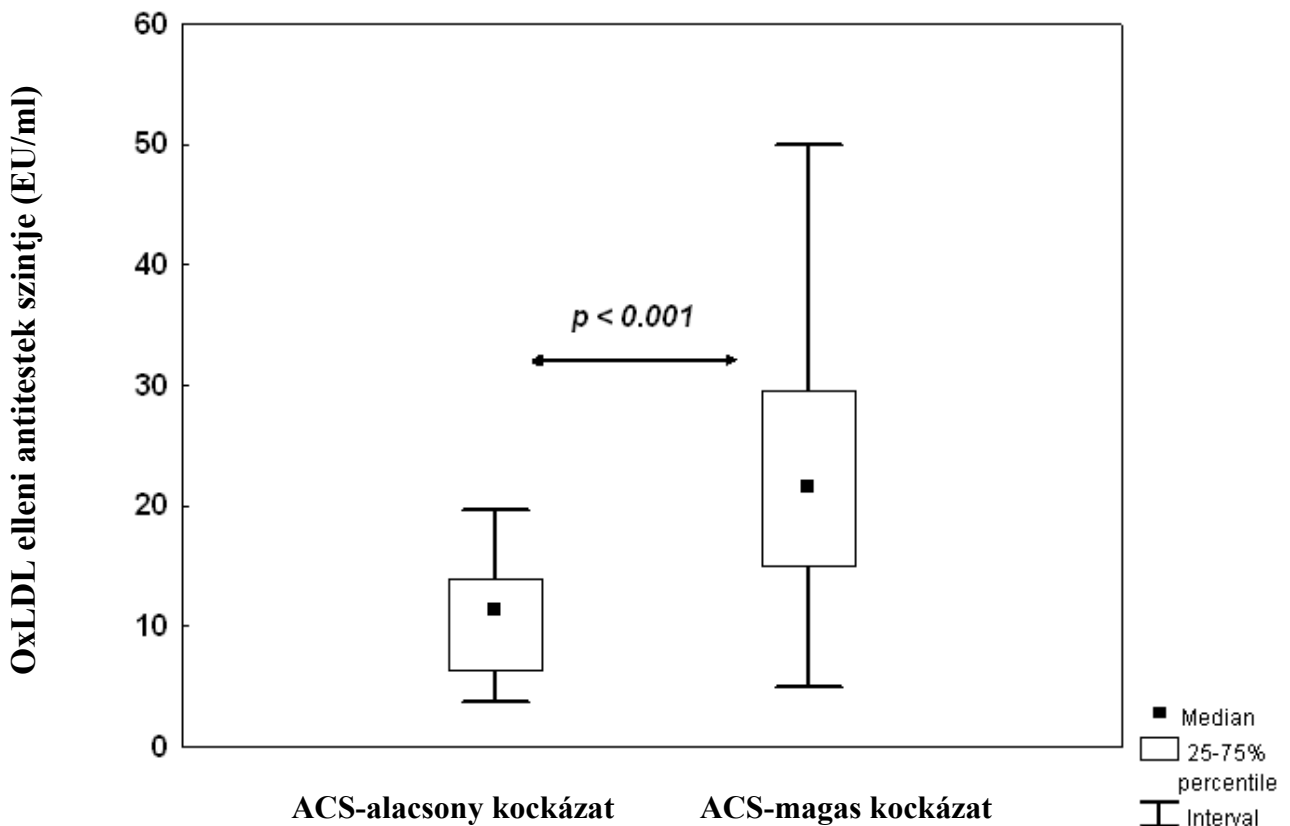 OxLDL elleni antitestek szintje (EU/ml)
60
50
40
30
20
10
0
p < 0.001
ACS-alacsony kockázat
ACS-magas kockázat
Median
25-75%
percentile
Interval